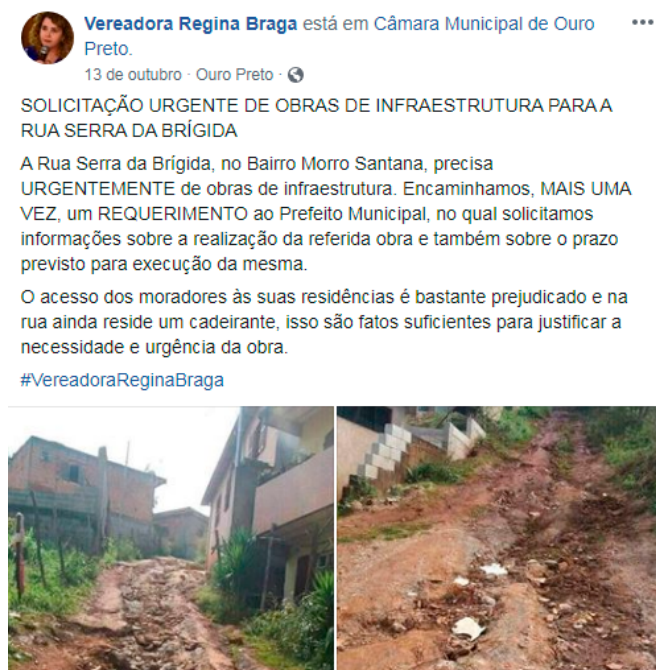 Vereadora Regina Braga está em Câmara Municipal de Ouro
Preto.
13 de outubro · Ouro Preto ·
SOLICITAÇÃO URGENTE DE OBRAS DE INFRAESTRUTURA PARA A
RUA SERRA DA BRÍGIDA
A Rua Serra da Brígida, no Bairro Morro Santana, precisa
URGENTEMENTE de obras de infraestrutura. Encaminhamos, MAIS UMA
VEZ, um REQUERIMENTO ao Prefeito Municipal, no qual solicitamos
informações sobre a realização da referida obra e também sobre o prazo
previsto para execução da mesma.
O acesso dos moradores às suas residências é bastante prejudicado e na
rua ainda reside um cadeirante, isso são fatos suficientes para justificar a
necessidade e urgência da obra.
#VereadoraReginaBraga